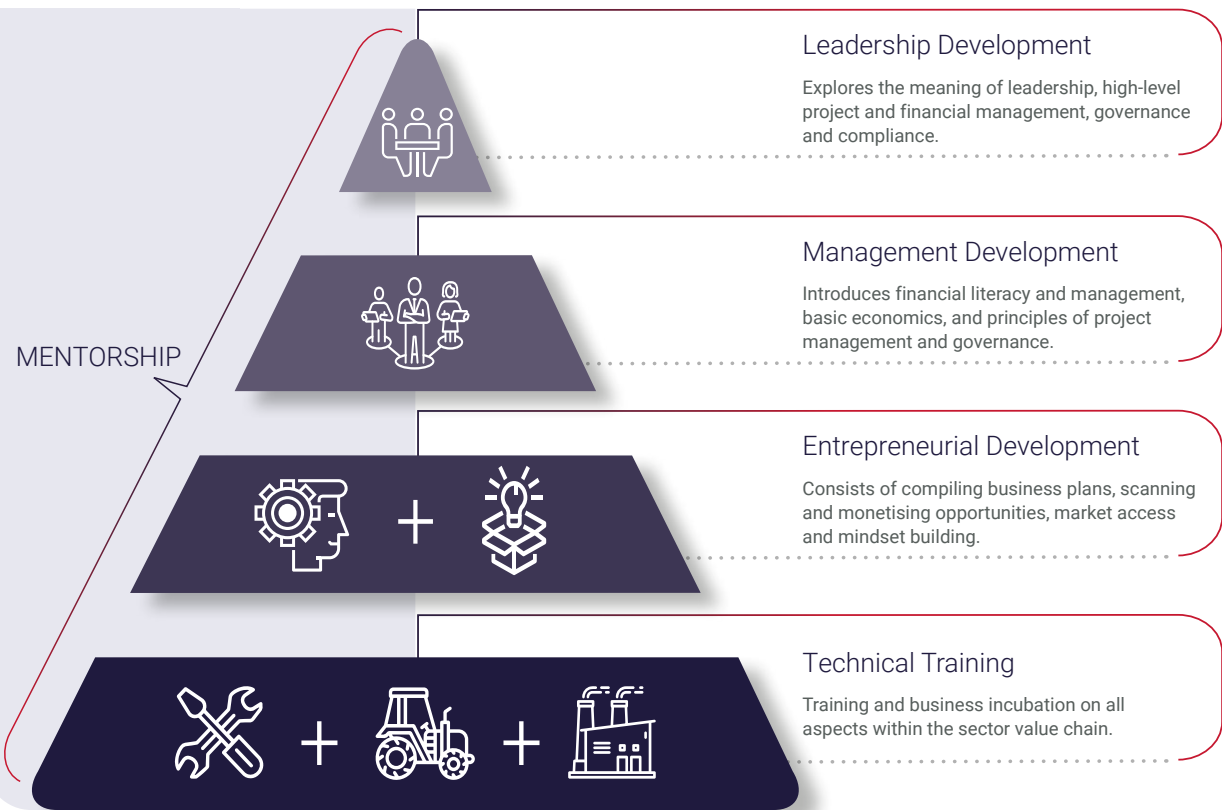 Leadership Development
Explores the meaning of leadership, high-level
project and financial management, governance
and compliance.
Management Development
Introduces financial literacy and management,
basic economics, and principles of project
management and governance.
MENTORSHIP
Entrepreneurial Development
Consists of compiling business plans, scanning
and monetising opportunities, market access
and mindset building.
Technical Training
Training and business incubation on all
aspects within the sector value chain.